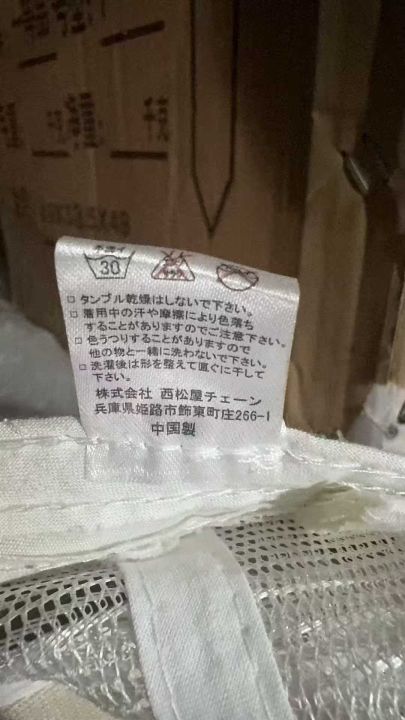 手洗イ
30
エンソサラシ
□ タンブル乾燥はしないで下さい。
□ 着用中の汗や摩擦により色落ち
することがありますのでご注意下さい。
□ 色うつりすることがありますので
他の物と一緒に洗わないで下さい。
□ 洗濯後は形を整えて直ぐに干して
下さい。
株式会社 西松屋チェーン
兵庫県姫路市飾東町庄266-1
中国製